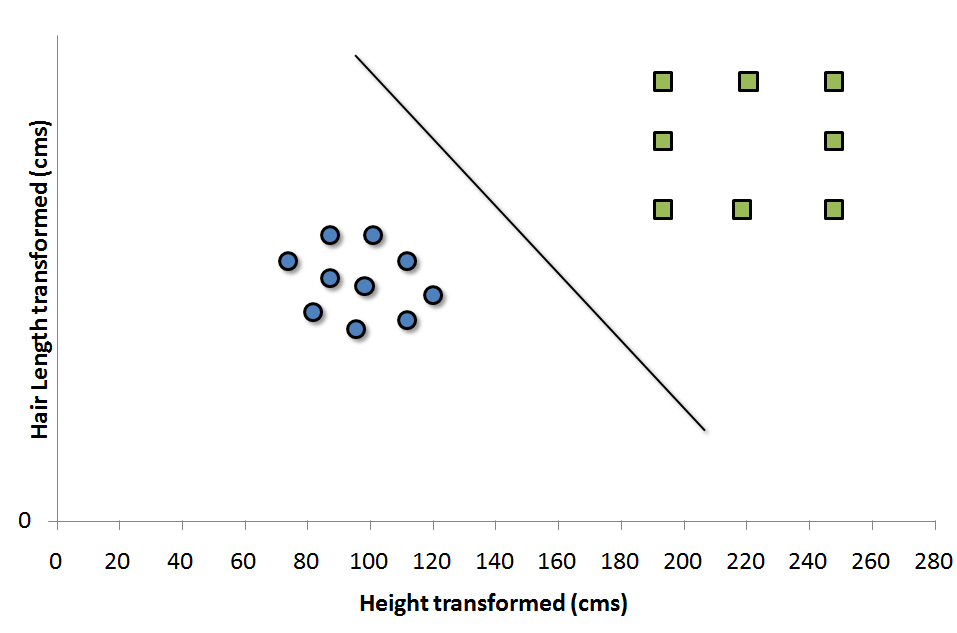 Hair Length transformed (cms)
0
0 20 40 60 80 100 120 140 160 180 200 220 240 260 280
Height transformed (cms)